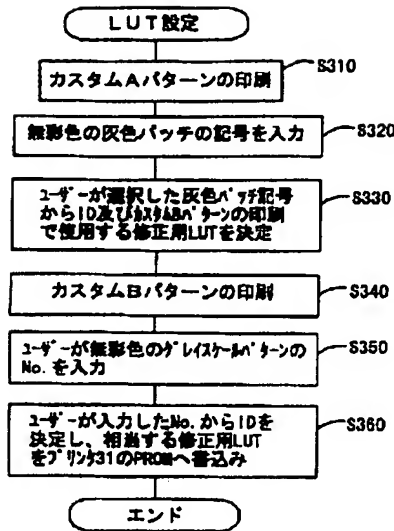 LUT設定
カスタムAパターンの印刷
S310
無彩色の灰色パッチの記号を入力
S320
ユーザーが選択した灰色パッチ記号
からID及びカスタムBパターンの印刷
で使用する修正用LUTを決定
S330
カスタムBパターンの印刷
S340
ユーザーが無彩色のグレイスケールパターンの
No.を入力
S350
ユーザーが入力したNo.からIDを
決定し、相当する修正用LUT
をプリンタ31のPROMへ書込み
S360
エンド